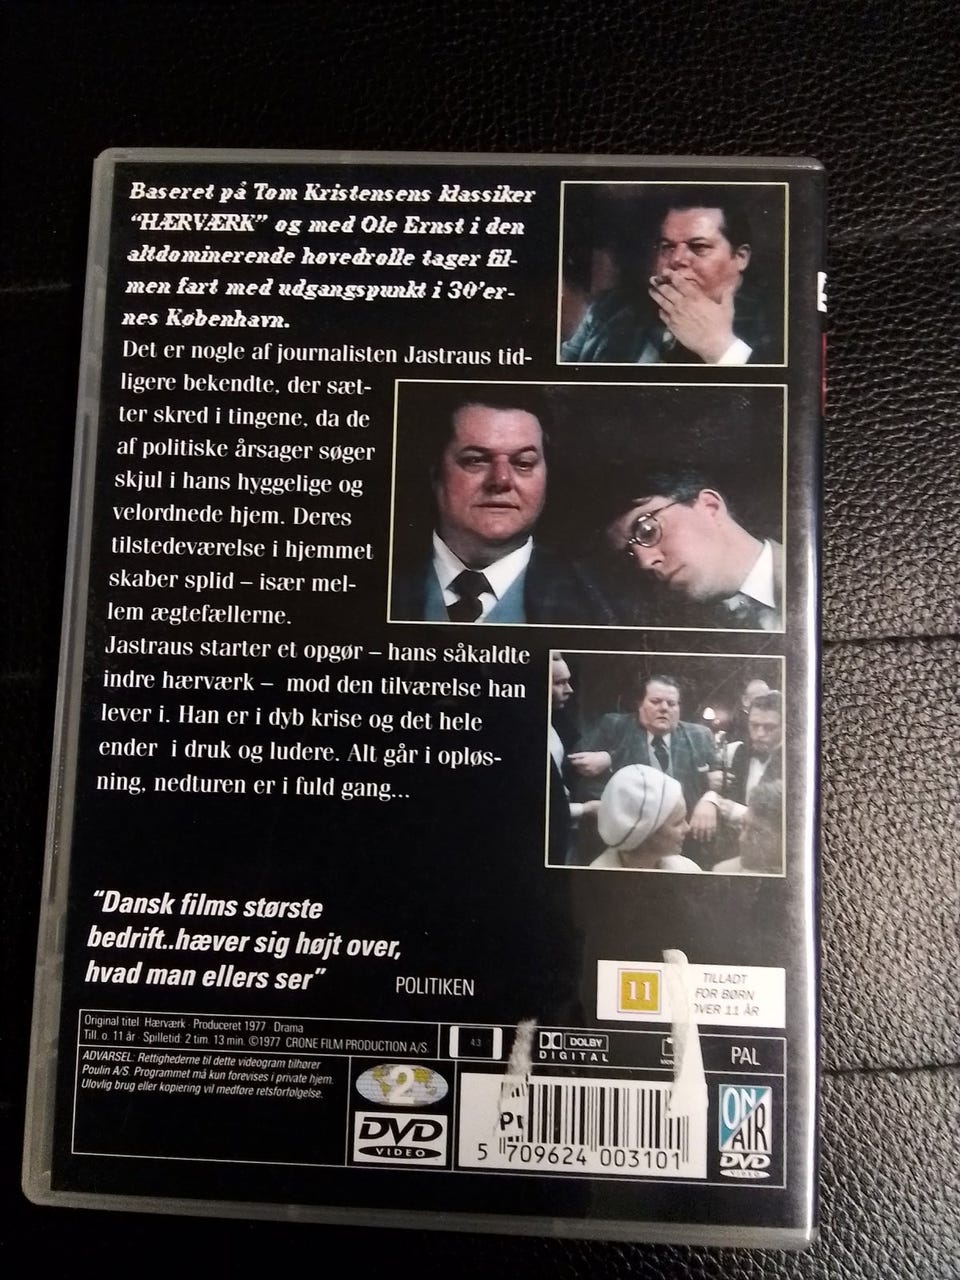 Baseret på Tom Kristensens klassiker
"HÆRVÆRK" og med Ole Ernst i den
altdominerende hovedrolle tager fil-
men fart med udgangspunkt i 30'er-
nes København.
Det er nogle af journalisten Jastraus tid-
ligere bekendte, der sæt-
ter skred i tingene, da de
af politiske årsager søger
skjul i hans hyggelige og
velordnede hjem. Deres
tilstedeværelse i hjemmet
skaber splid – især mel-
lem ægtefællerne.
Jastraus starter et opgør – hans såkaldte
indre hærværk – mod den tilværelse han
lever i. Han er i dyb krise og det hele
ender i druk og ludere. Alt går i opløs-
ning, nedturen er i fuld gang...
"Dansk films største
bedrift..hæver sig højt over,
hvad man ellers ser"
POLITIKEN
11
TILLADT
FOR BØRN
OVER 11 ÅR
Original titel: Hærværk · Produceret 1977 · Drama
Till. o. 11 år · Spilletid: 2 tim. 13 min. ©1977 CRONE FILM PRODUCTION A/S.
4:3
DOLBY
DIGITAL
PAL
ADVARSEL: Rettighederne til dette videogram tilhører
Poulin A/S. Programmet må kun forevises i private hjem.
Ulovlig brug eller kopiering vil medføre retsforfølgelse.
2
DVD
VIDEO
5 709624 003101
ON
AIR
DVD
VIDEO